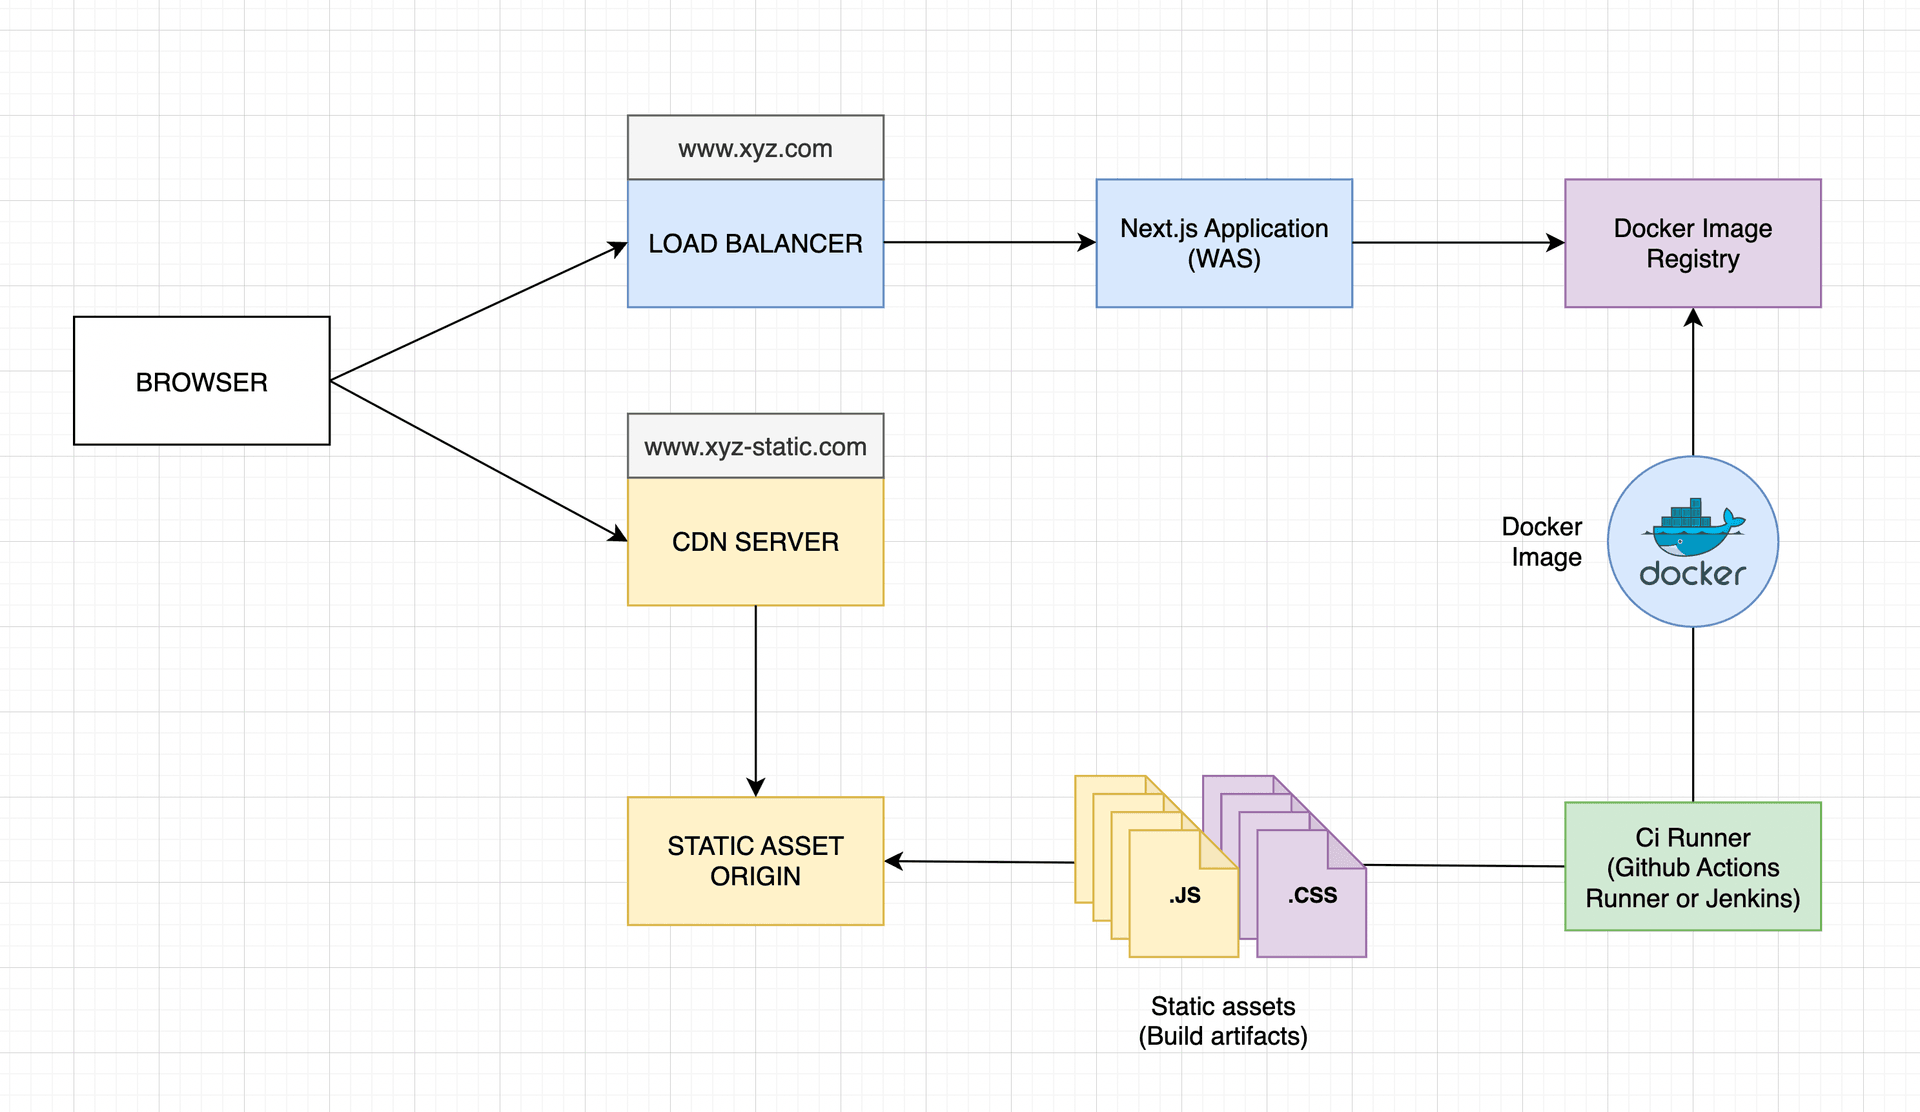 www.xyz.com
LOAD BALANCER
Next.js Application
(WAS)
Docker Image
Registry
BROWSER
www.xyz-static.com
CDN SERVER
Docker
Image
docker
STATIC ASSET
ORIGIN
.JS
.CSS
Ci Runner
(Github Actions
Runner or Jenkins)
Static assets
(Build artifacts)